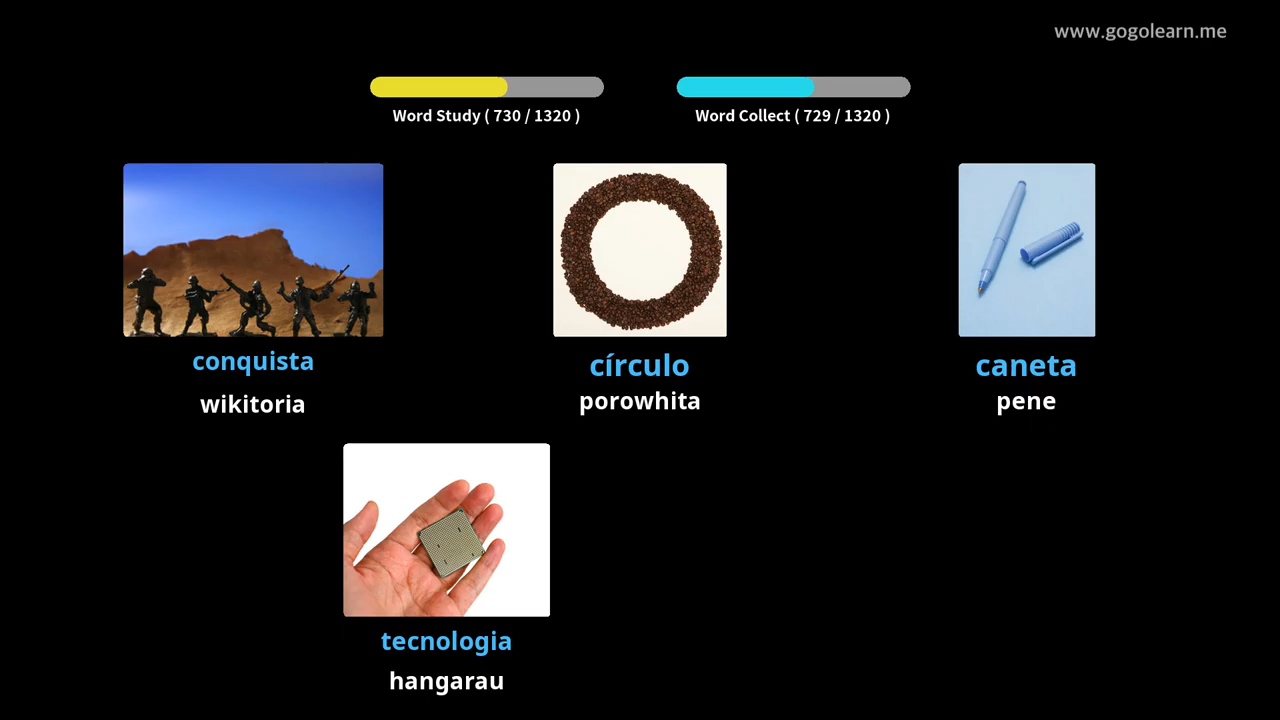 www.gogolearn.me
Word Study ( 730 / 1320 )
Word Collect ( 729 / 1320 )
conquista
wikitoria
círculo
porowhita
caneta
pene
tecnologia
hangarau